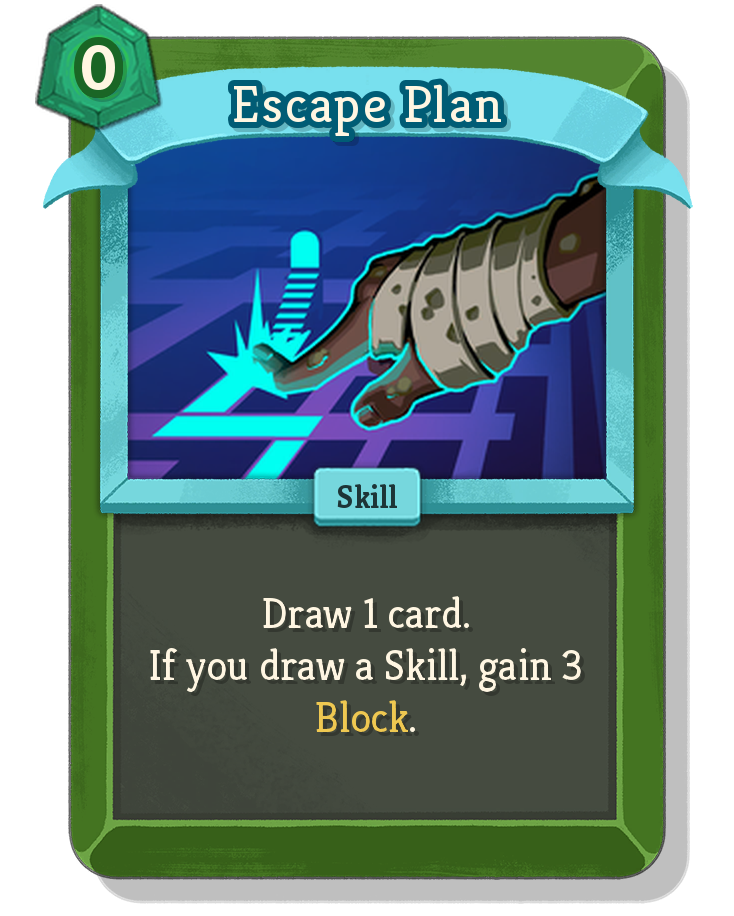 0
Escape Plan
Skill
Draw 1 card.
If you draw a Skill, gain 3
Block.